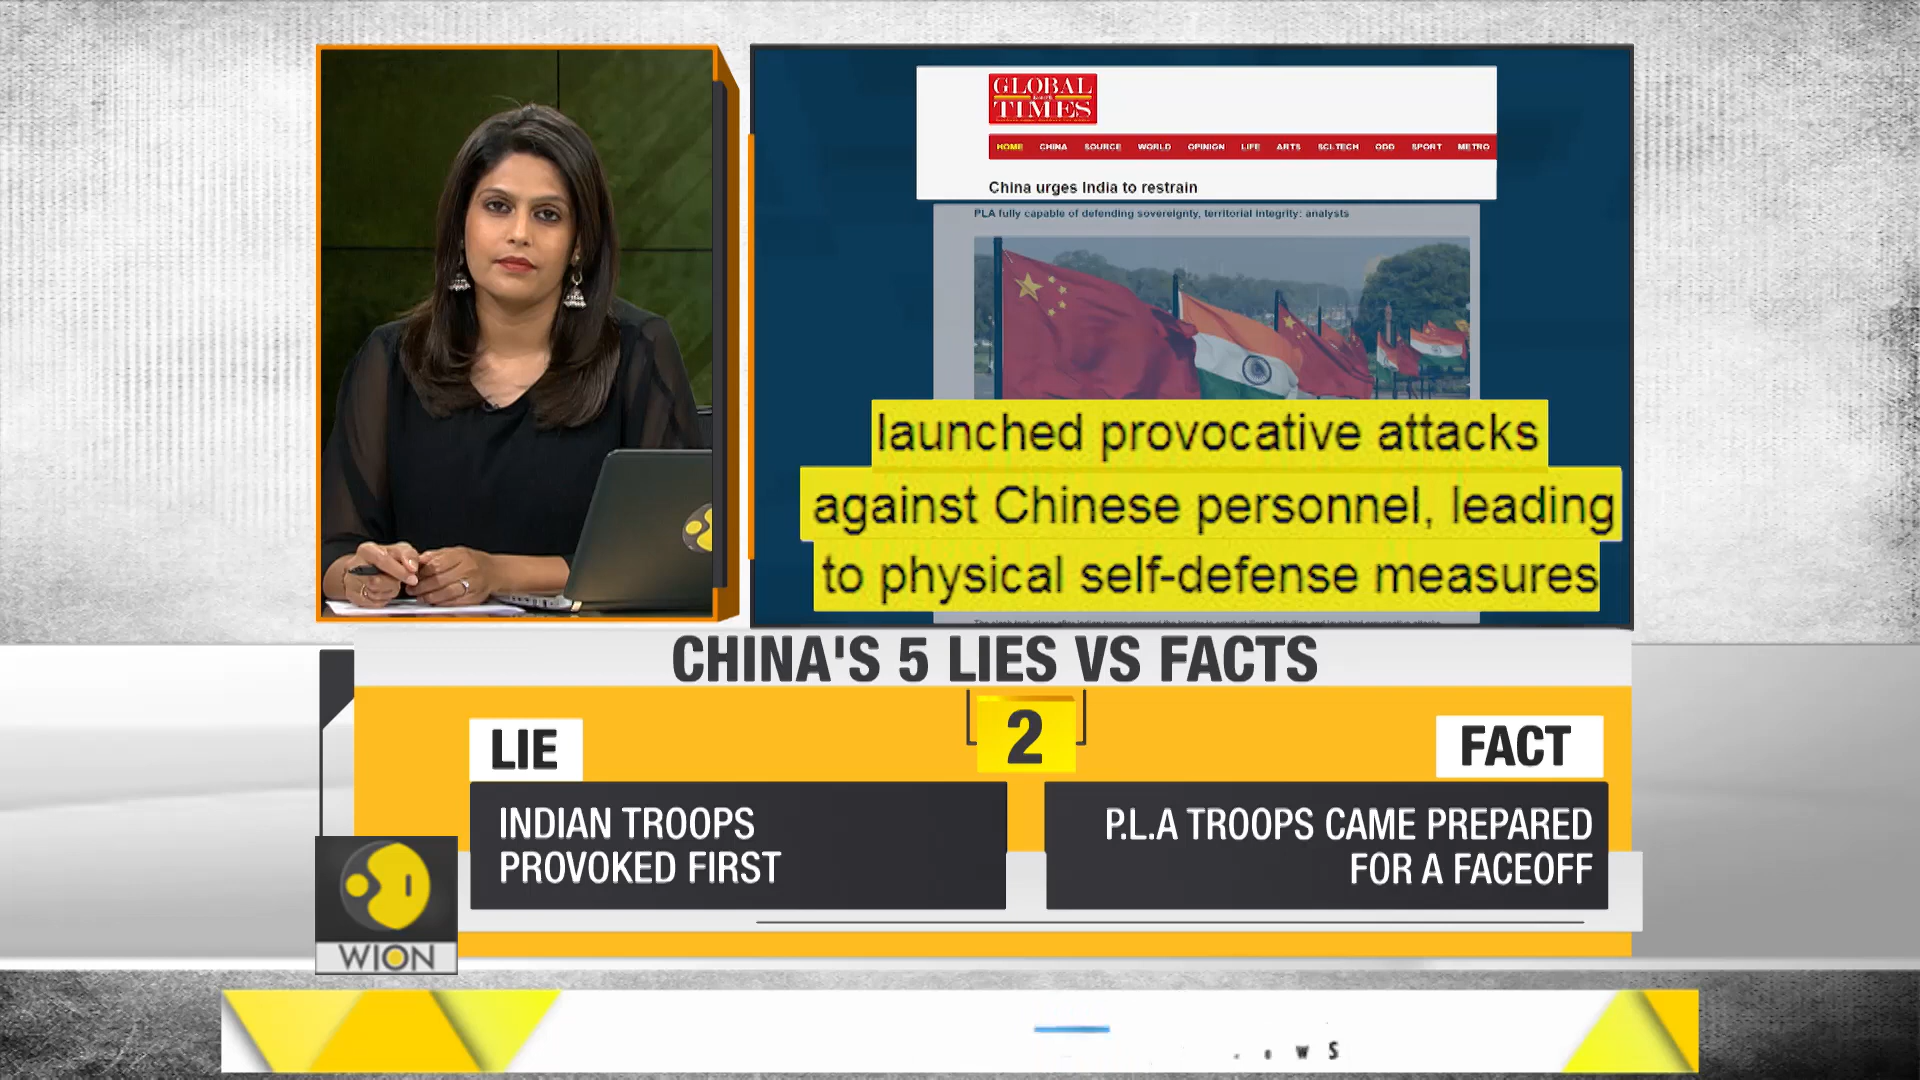 GLOBAL
TIMES
HOME CHINA SOURCE WORLD OPINION LIFE ARTS SCI-TECH ODD SPORT METRO
China urges India to restrain
PLA fully capable of defending sovereignty, territorial integrity: analysts
launched provocative attacks
against Chinese personnel, leading
to physical self-defense measures
CHINA'S 5 LIES VS FACTS
2
LIE
FACT
INDIAN TROOPS
PROVOKED FIRST
P.L.A TROOPS CAME PREPARED
FOR A FACEOFF
WION